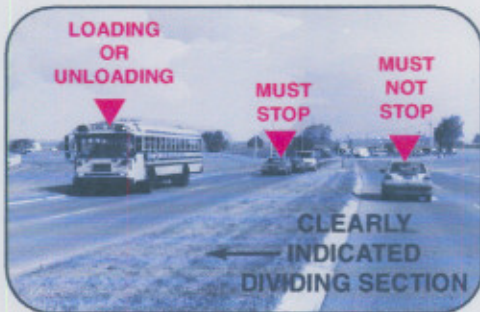 LOADING
OR
UNLOADING
MUST
STOP
MUST
NOT
STOP
CLEARLY
INDICATED
DIVIDING SECTION